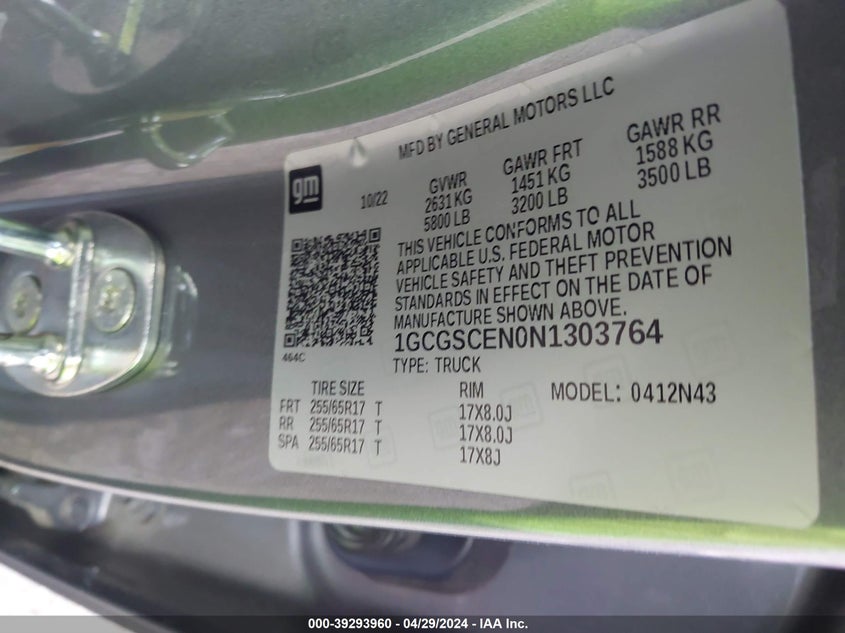 MFD BY GENERAL MOTORS LLC
gm
10/22
GVWR
2631 KG
5800 LB
GAWR FRT
1451 KG
3200 LB
GAWR RR
1588 KG
3500 LB
THIS VEHICLE CONFORMS TO ALL
APPLICABLE U.S. FEDERAL MOTOR
VEHICLE SAFETY AND THEFT PREVENTION
STANDARDS IN EFFECT ON THE DATE OF
MANUFACTURE SHOWN ABOVE.
464C
1GCGSCEN0N1303764
TYPE: TRUCK
TIRE SIZE RIM MODEL: 0412N43
FRT 255/65R17 T 17X8.0J
RR 255/65R17 T 17X8.0J
SPA 255/65R17 T 17X8J
000-39293960 - 04/29/2024 - IAA Inc.